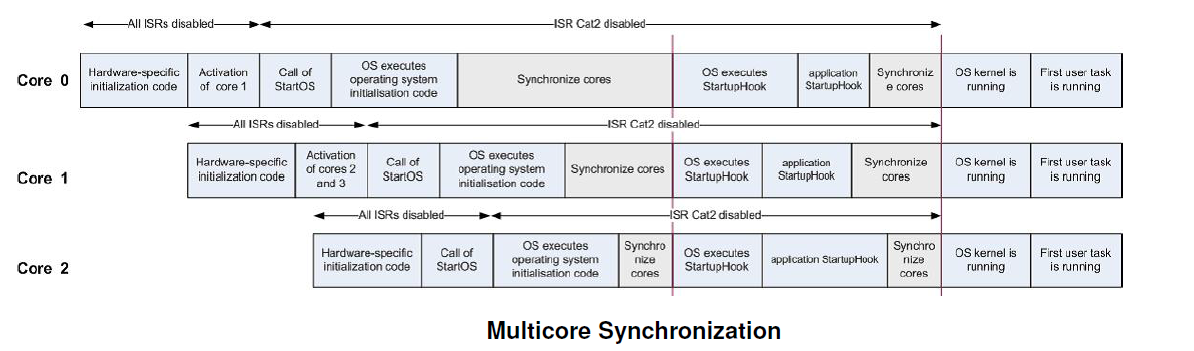 All ISRs disabled
ISR Cat2 disabled
Core 0
Hardware-specific
initialization code
Activation
of core 1
Call of
StartOS
OS executes
operating system
initialisation code
Synchronize cores
OS executes
StartupHook
application
StartupHook
Synchroniz
e cores
OS kernel is
running
First user task
is running
All ISRs disabled
ISR Cat2 disabled
Core 1
Hardware-specific
initialization code
Activation
of cores 2
and 3
Call of
StartOS
OS executes
operating system
initialisation code
Synchronize cores
OS executes
StartupHook
application
StartupHook
Synchronize
cores
OS kernel is
running
First user task
is running
All ISRs disabled
ISR Cat2 disabled
Core 2
Hardware-specific
initialization code
Call of
StartOS
OS executes
operating system
initialisation code
Synchro
nize
cores
OS executes
StartupHook
application StartupHook
Synchro
nize
cores
OS kernel is
running
First user task
is running
Multicore Synchronization